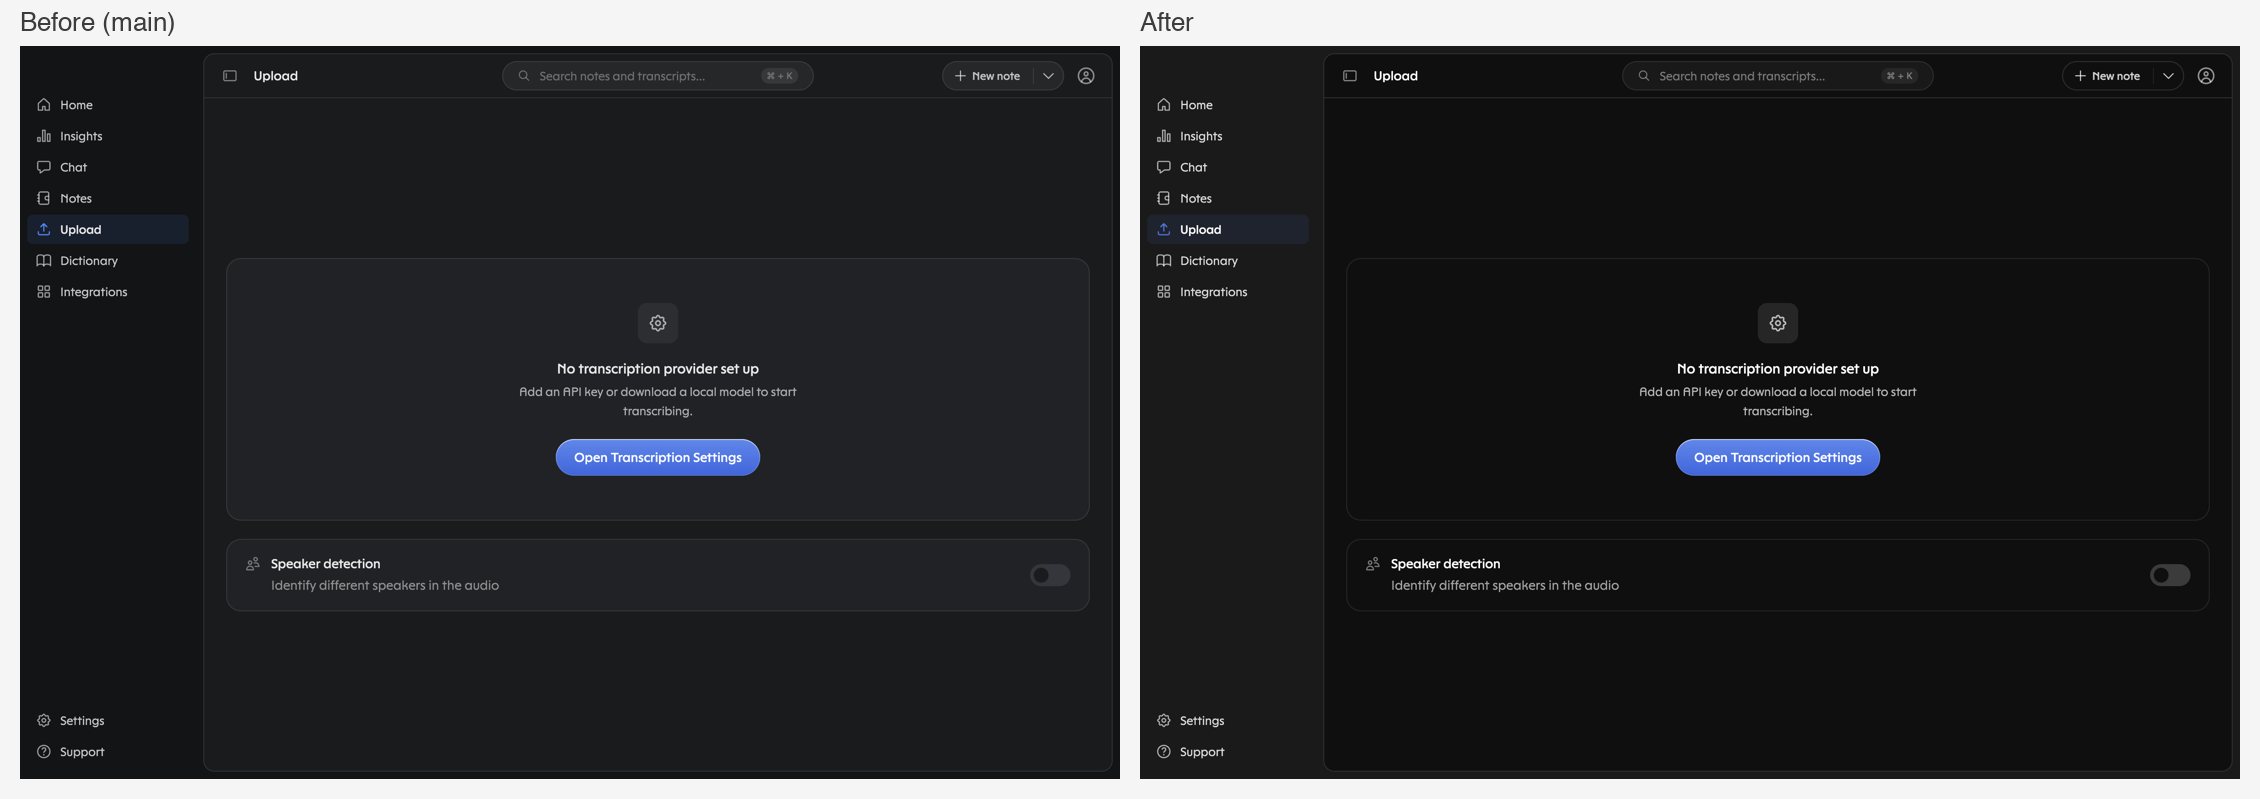 Before (main)
Upload
Search notes and transcripts...
⌘ + K
New note
Home
Insights
Chat
Notes
Upload
Dictionary
Integrations
No transcription provider set up
Add an API key or download a local model to start
transcribing.
Open Transcription Settings
Speaker detection
Identify different speakers in the audio
Settings
Support
After
Upload
Search notes and transcripts...
⌘ + K
New note
Home
Insights
Chat
Notes
Upload
Dictionary
Integrations
No transcription provider set up
Add an API key or download a local model to start
transcribing.
Open Transcription Settings
Speaker detection
Identify different speakers in the audio
Settings
Support